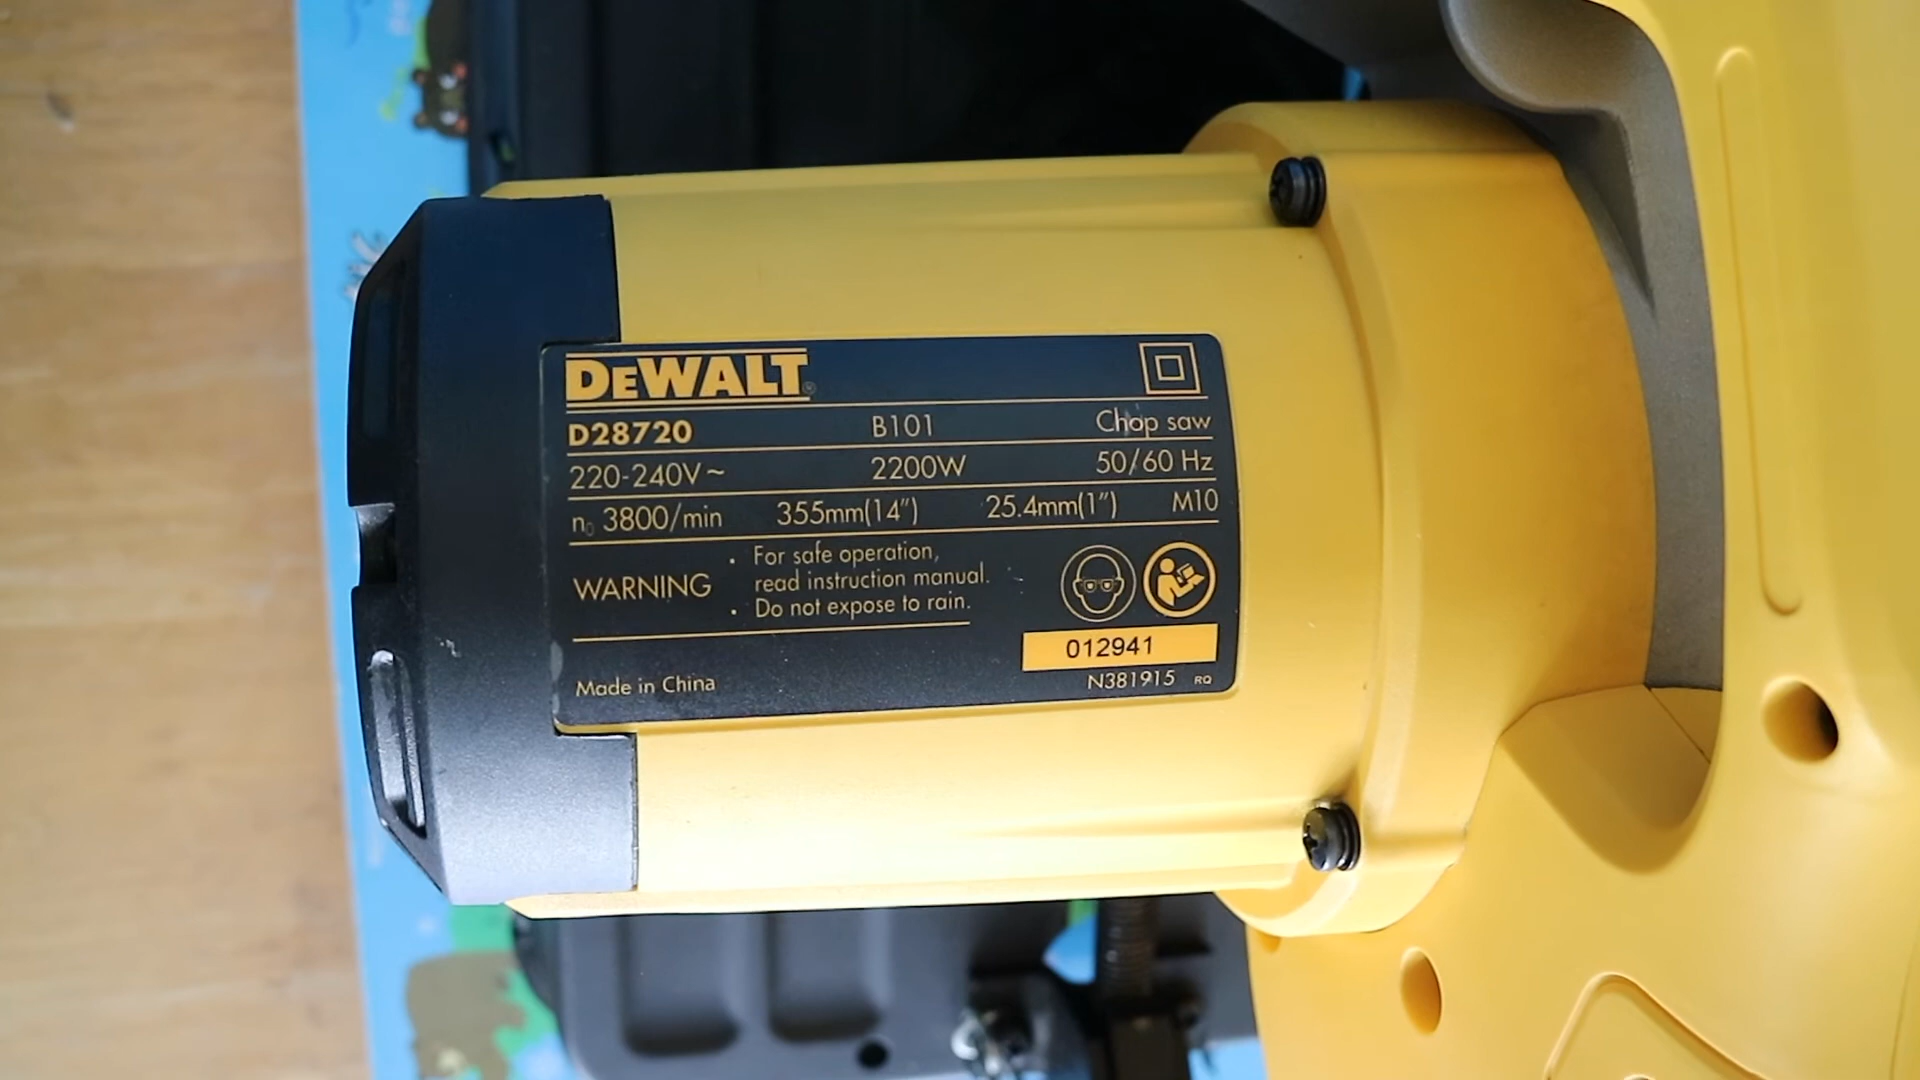 DEWALT®
D28720 B101 Chop saw
220-240V~ 2200W 50/60 Hz
n₀ 3800/min 355mm(14") 25.4mm(1") M10
WARNING
· For safe operation,
read instruction manual.
· Do not expose to rain.
012941
Made in China
N381915 RQ